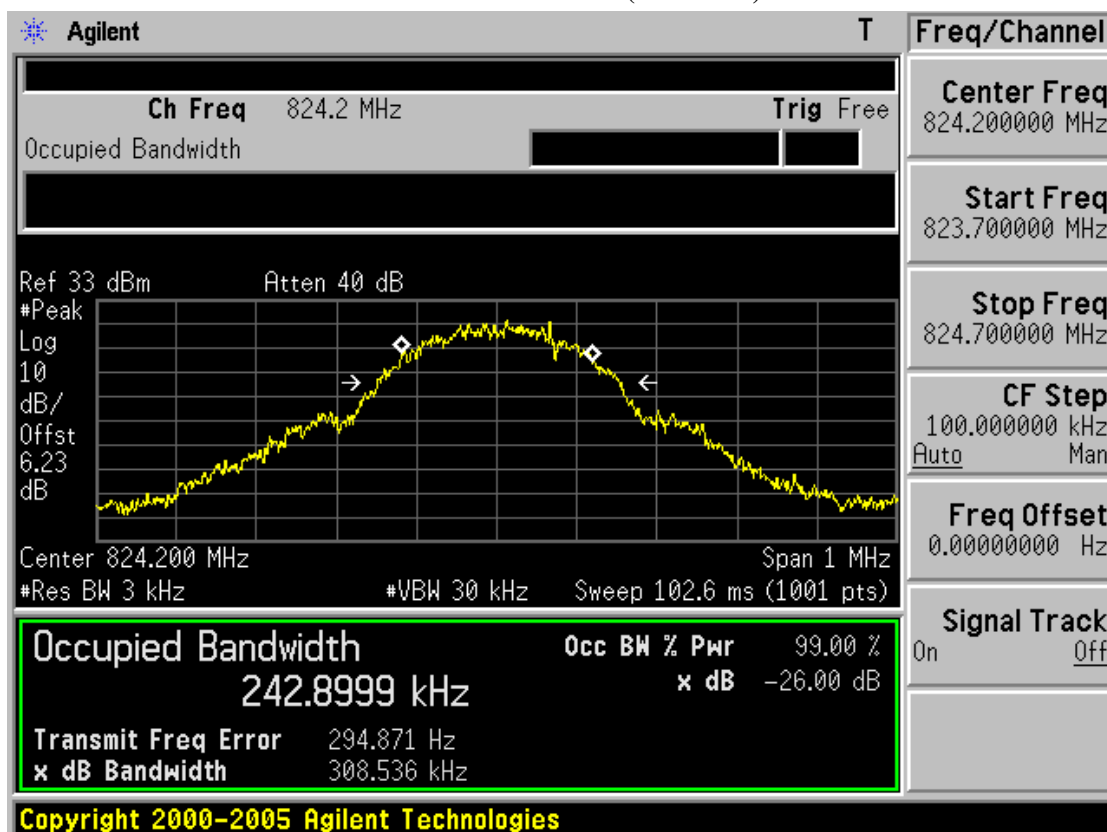 Agilent T
Freq/Channel
Ch Freq 824.2 MHz Trig Free
Occupied Bandwidth
Center Freq
824.200000 MHz
Start Freq
823.700000 MHz
Stop Freq
824.700000 MHz
CF Step
100.000000 kHz
Auto Man
Freq Offset
0.00000000 Hz
Signal Track
On Off
Ref 33 dBm Atten 40 dB
#Peak
Log
10
dB/
Offst
6.23
dB
Center 824.200 MHz Span 1 MHz
#Res BW 3 kHz #VBW 30 kHz Sweep 102.6 ms (1001 pts)
Occupied Bandwidth Occ BW % Pwr 99.00 %
242.8999 kHz x dB -26.00 dB
Transmit Freq Error 294.871 Hz
x dB Bandwidth 308.536 kHz
Copyright 2000-2005 Agilent Technologies